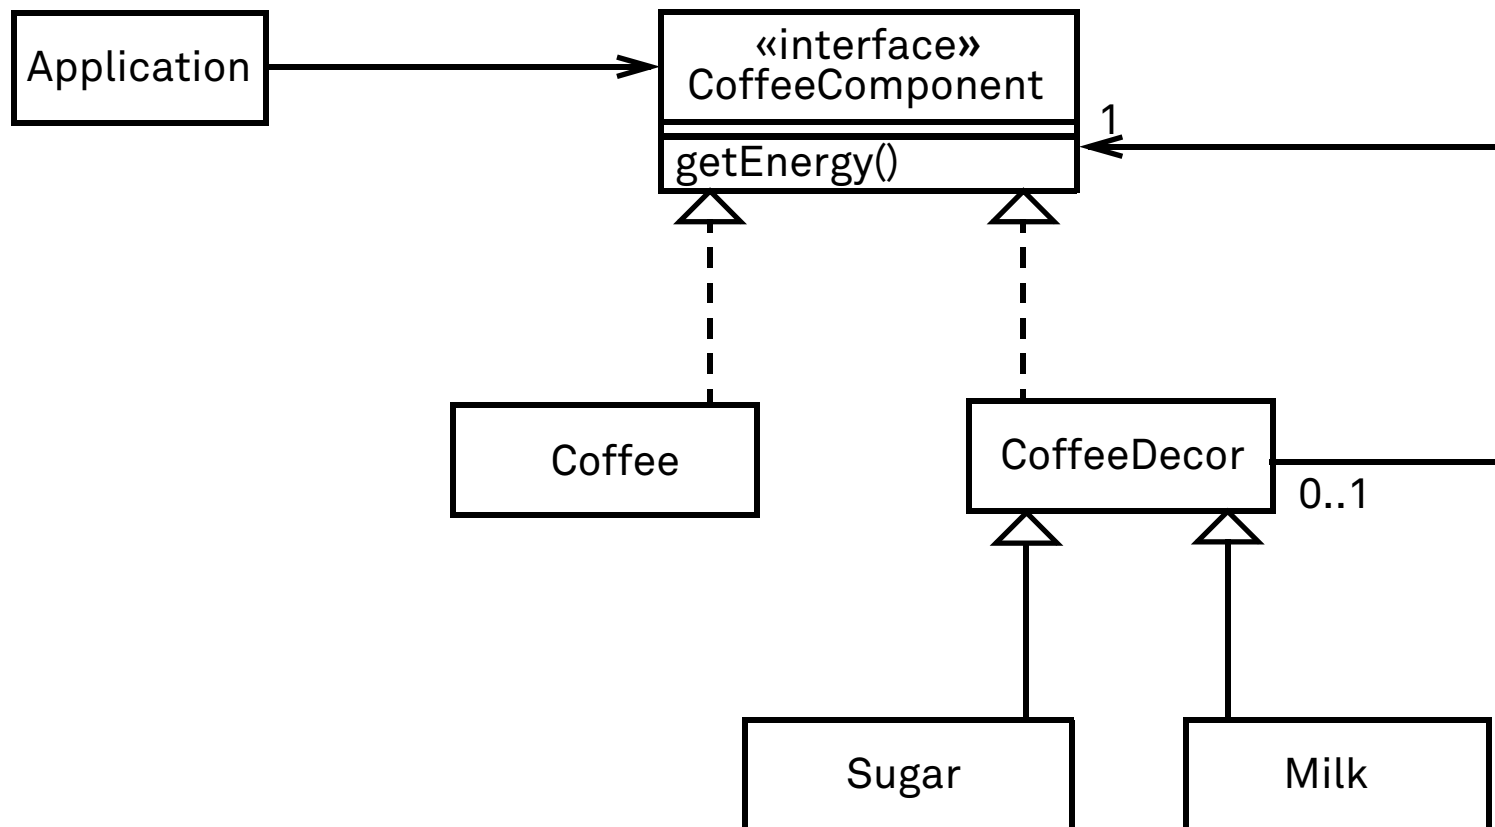 Application
«interface»
CoffeeComponent
1
getEnergy()
Coffee
CoffeeDecor
0..1
Sugar
Milk